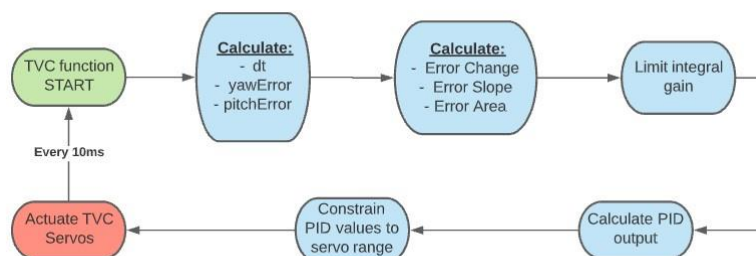 TVC function
START
Calculate:
- dt
- yawError
- pitchError
Calculate:
- Error Change
- Error Slope
- Error Area
Limit integral
gain
Every 10ms
Actuate TVC
Servos
Constrain
PID values to
servo range
Calculate PID
output